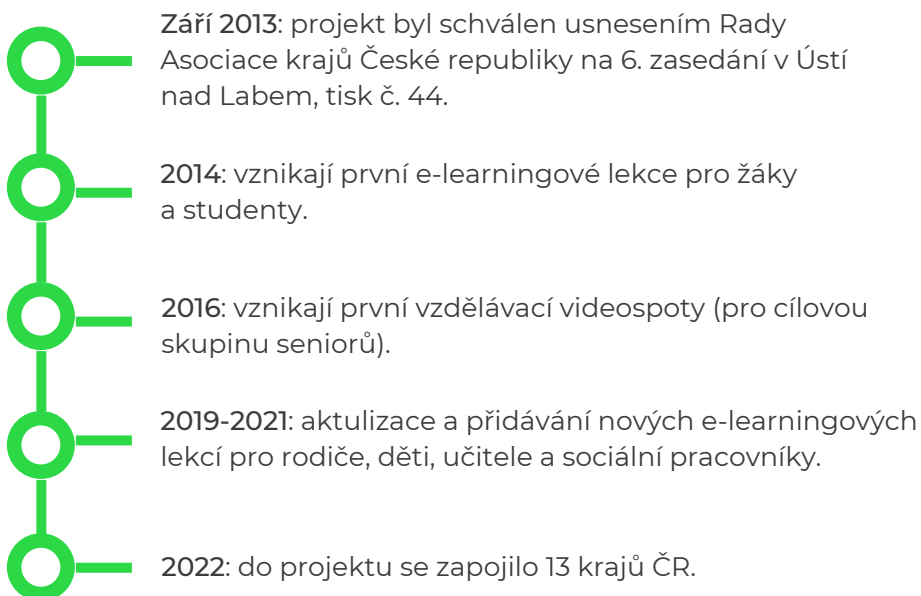 Září 2013: projekt byl schválen usnesením Rady
Asociace krajů České republiky na 6. zasedání v Ústí
nad Labem, tisk č. 44.
2014: vznikají první e-learningové lekce pro žáky
a studenty.
2016: vznikají první vzdělávací videospoty (pro cílovou
skupinu seniorů).
2019-2021: aktulizace a přidávání nových e-learningových
lekcí pro rodiče, děti, učitele a sociální pracovníky.
2022: do projektu se zapojilo 13 krajů ČR.